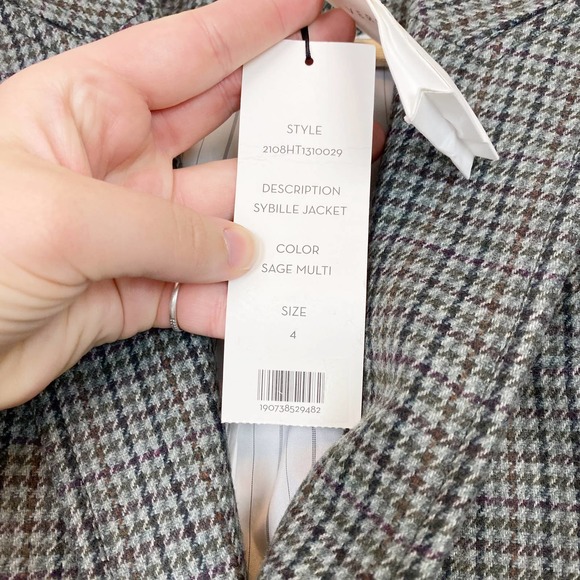 STYLE
2108HT1310029
DESCRIPTION
SYBILLE JACKET
COLOR
SAGE MULTI
SIZE
4
190738529482